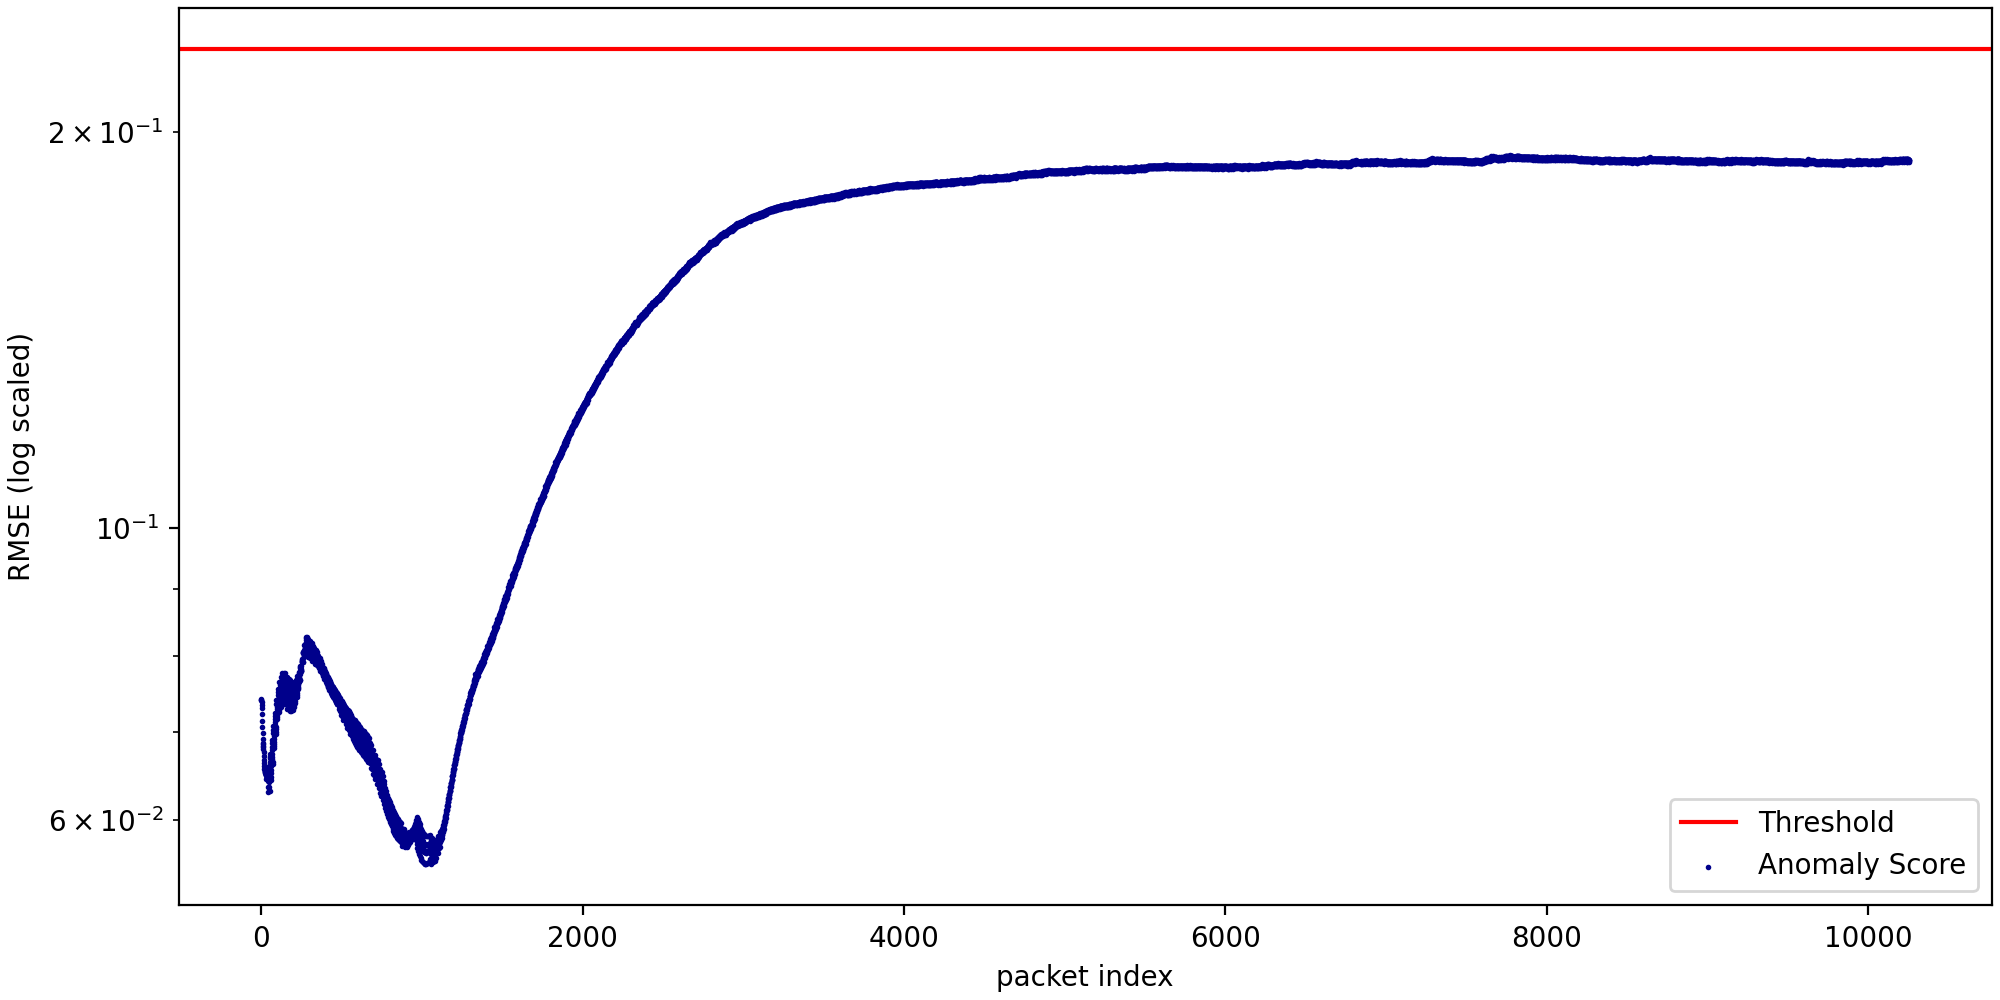 RMSE (log scaled)
2 × 10⁻¹
10⁻¹
6 × 10⁻²
0 2000 4000 6000 8000 10000
packet index
Threshold
Anomaly Score